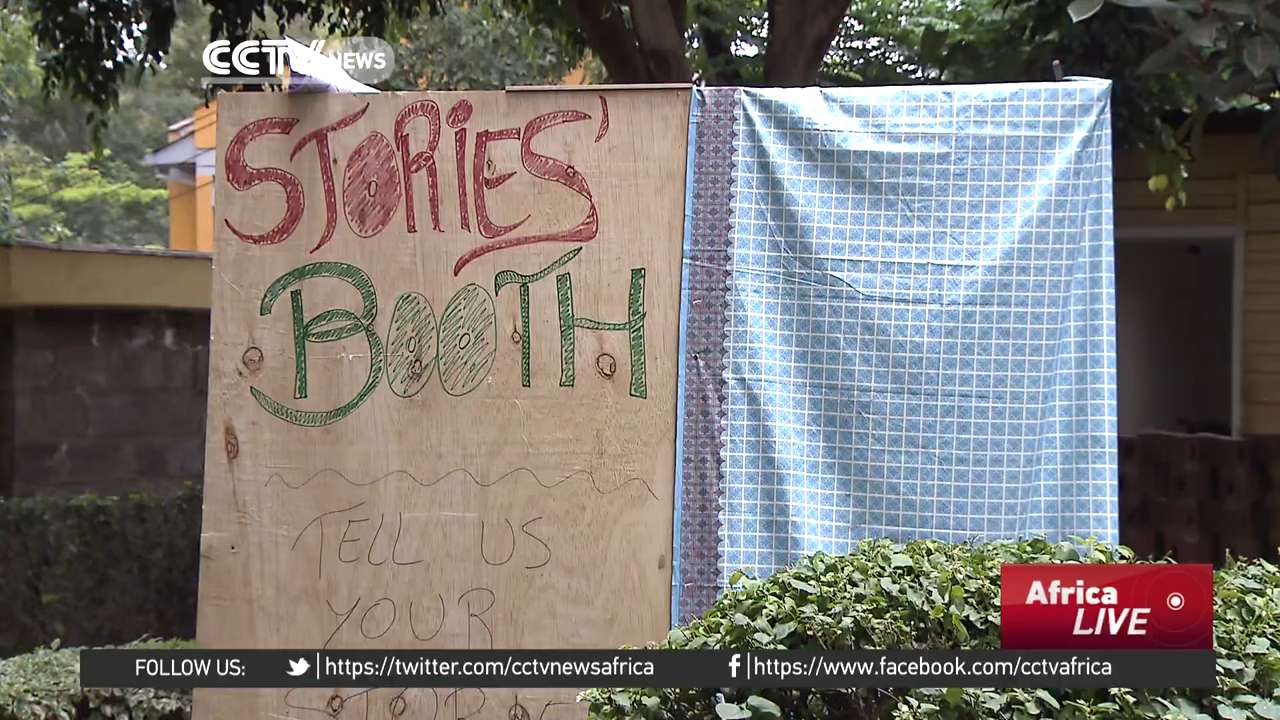 CCTV NEWS
STORIES'
BOOTH
TELL US
YOUR
Africa
LIVE
FOLLOW US: https://twitter.com/cctvnewsafrica https://www.facebook.com/cctvafrica